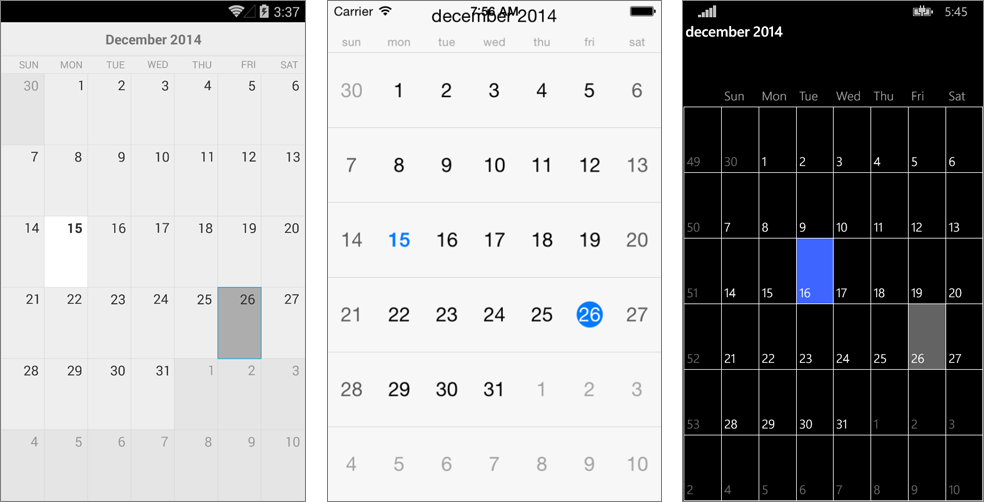 3:37
December 2014
SUN MON TUE WED THU FRI SAT
30 1 2 3 4 5 6
7 8 9 10 11 12 13
14 15 16 17 18 19 20
21 22 23 24 25 26 27
28 29 30 31 1 2 3
4 5 6 7 8 9 10
Carrier 7:56 AM
december 2014
sun mon tue wed thu fri sat
30 1 2 3 4 5 6
7 8 9 10 11 12 13
14 15 16 17 18 19 20
21 22 23 24 25 26 27
28 29 30 31 1 2 3
4 5 6 7 8 9 10
5:45
december 2014
Sun Mon Tue Wed Thu Fri Sat
49 30 1 2 3 4 5 6
50 7 8 9 10 11 12 13
51 14 15 16 17 18 19 20
52 21 22 23 24 25 26 27
53 28 29 30 31 1 2 3
2 4 5 6 7 8 9 10